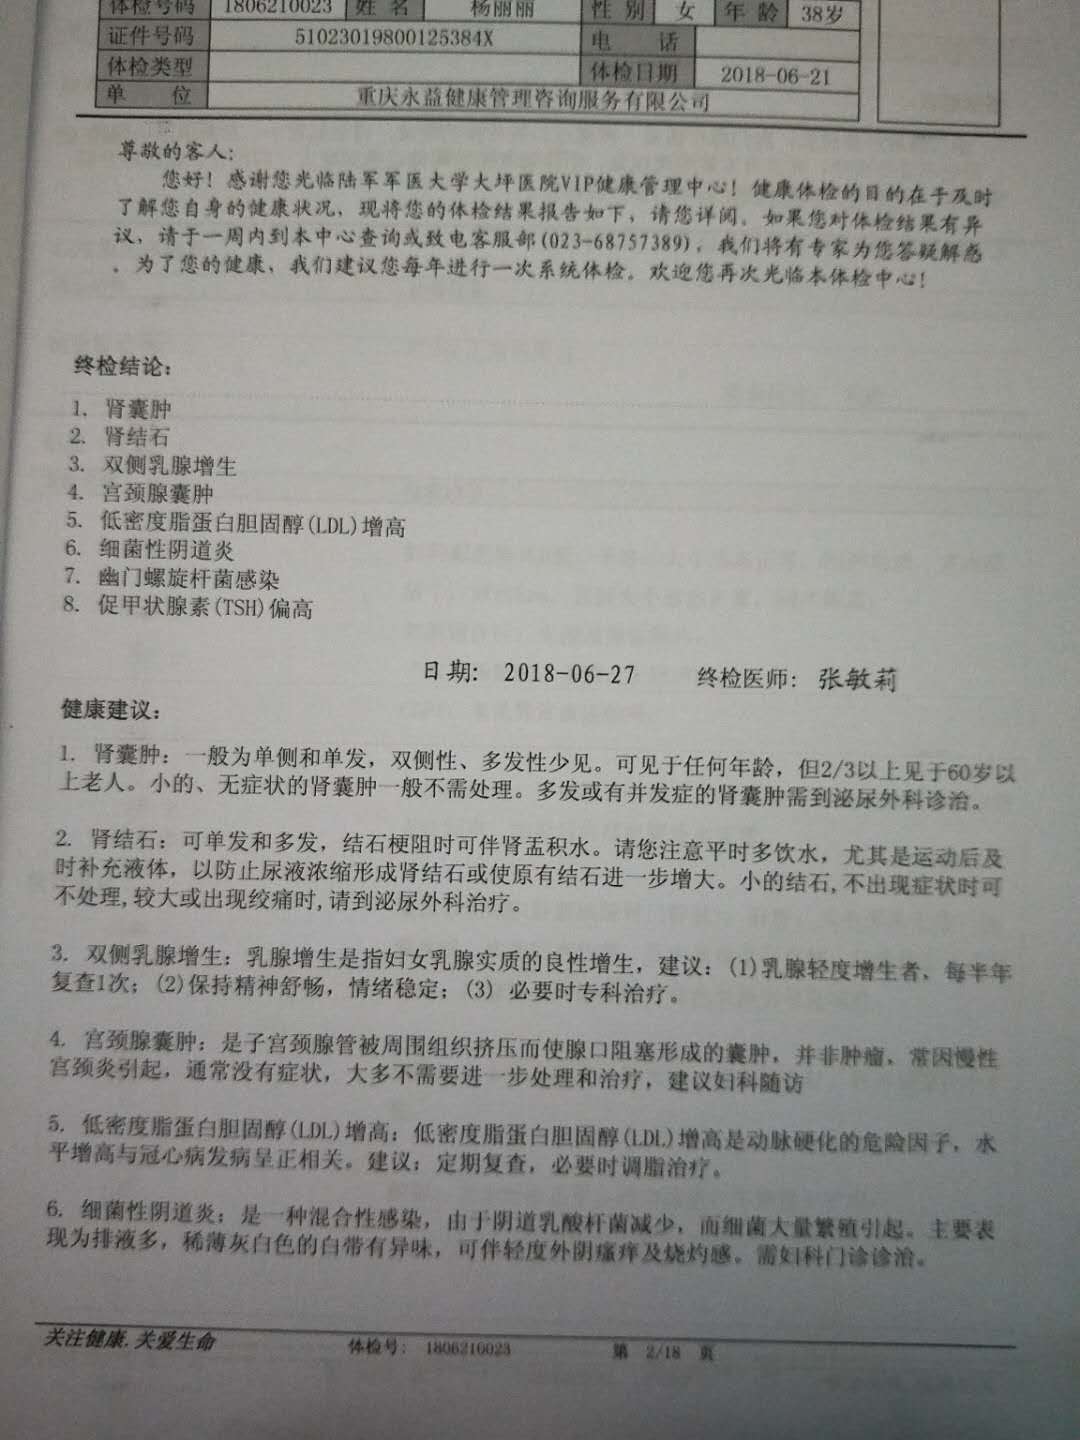 体检号码 1806210023 姓 名 杨丽丽 性 别 女 年 龄 38岁
证件号码 51023019800125384X 电 话
体检类型 体检日期 2018-06-21
单 位 重庆永益健康管理咨询服务有限公司
尊敬的客人：
您好！感谢您光临陆军军医大学大坪医院VIP健康管理中心！健康体检的目的在于及时
了解您自身的健康状况，现将您的体检结果报告如下，请您详阅。如果您对体检结果有异
议，请于一周内到本中心查询或致电客服部(023-68757389)，我们将有专家为您答疑解惑
。为了您的健康，我们建议您每年进行一次系统体检。欢迎您再次光临本体检中心！
终检结论：
1. 肾囊肿
2. 肾结石
3. 双侧乳腺增生
4. 宫颈腺囊肿
5. 低密度脂蛋白胆固醇(LDL)增高
6. 细菌性阴道炎
7. 幽门螺旋杆菌感染
8. 促甲状腺素(TSH)偏高
日期： 2018-06-27 终检医师： 张敏莉
健康建议：
1. 肾囊肿：一般为单侧和单发，双侧性、多发性少见。可见于任何年龄，但2/3以上见于60岁以
上老人。小的、无症状的肾囊肿一般不需处理。多发或有并发症的肾囊肿需到泌尿外科诊治。
2. 肾结石：可单发和多发，结石梗阻时可伴肾盂积水。请您注意平时多饮水，尤其是运动后及
时补充液体，以防止尿液浓缩形成肾结石或使原有结石进一步增大。小的结石,不出现症状时可
不处理,较大或出现绞痛时,请到泌尿外科治疗。
3. 双侧乳腺增生：乳腺增生是指妇女乳腺实质的良性增生，建议：(1)乳腺轻度增生者、每半年
复查1次；(2)保持精神舒畅，情绪稳定；(3) 必要时专科治疗。
4. 宫颈腺囊肿：是子宫颈腺管被周围组织挤压而使腺口阻塞形成的囊肿，并非肿瘤，常因慢性
宫颈炎引起，通常没有症状，大多不需要进一步处理和治疗，建议妇科随访
5. 低密度脂蛋白胆固醇(LDL)增高：低密度脂蛋白胆固醇(LDL)增高是动脉硬化的危险因子，水
平增高与冠心病发病呈正相关。建议：定期复查，必要时调脂治疗。
6. 细菌性阴道炎：是一种混合性感染，由于阴道乳酸杆菌减少，而细菌大量繁殖引起。主要表
现为排液多，稀薄灰白色的白带有异味，可伴轻度外阴瘙痒及烧灼感。需妇科门诊诊治。
关注健康.关爱生命 体检号： 1806210023 第 2/18 页